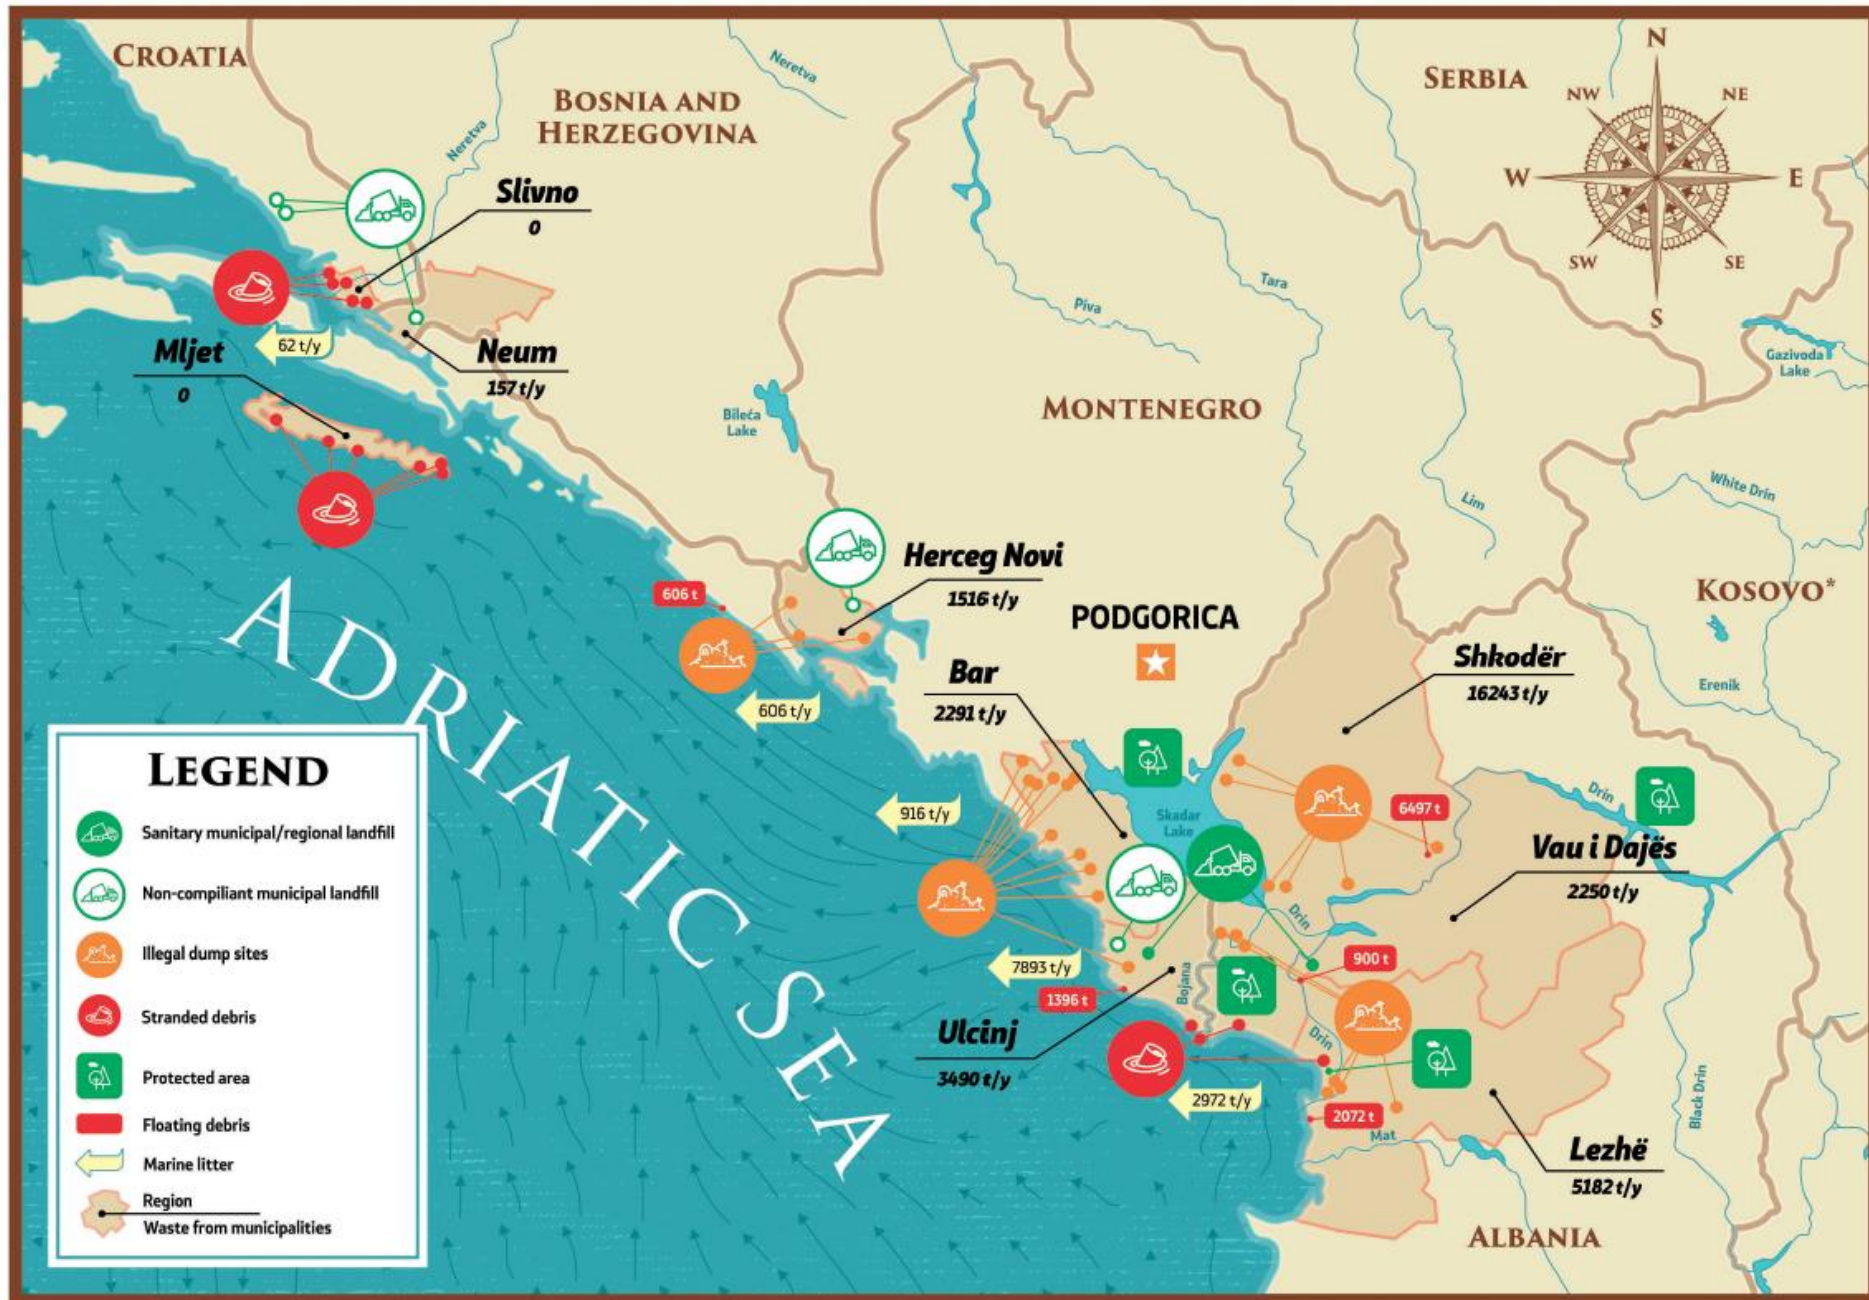 CROATIA
BOSNIA AND
HERZEGOVINA
Neretva
Neretva
SERBIA
N
NW
NE
W
E
SW
SE
S
Slivno
0
62 t/y
Mljet
0
Neum
157 t/y
Bileća
Lake
MONTENEGRO
Piva
Tara
Lim
Gazivoda
Lake
White Drin
KOSOVO*
Erenik
606 t
Herceg Novi
1516 t/y
606 t/y
PODGORICA
Bar
2291 t/y
Shkodër
16243 t/y
ADRIATIC SEA
916 t/y
Skadar
Lake
6497 t
Drin
Vau i Dajës
2250 t/y
Drin
7893 t/y
1396 t
Bojana
900 t
Ulcinj
3490 t/y
Drin
2972 t/y
2072 t
Mat
Black Drin
Lezhë
5182 t/y
ALBANIA
LEGEND
Sanitary municipal/regional landfill
Non-compiliant municipal landfill
Illegal dump sites
Stranded debris
Protected area
Floating debris
Marine litter
Region
Waste from municipalities